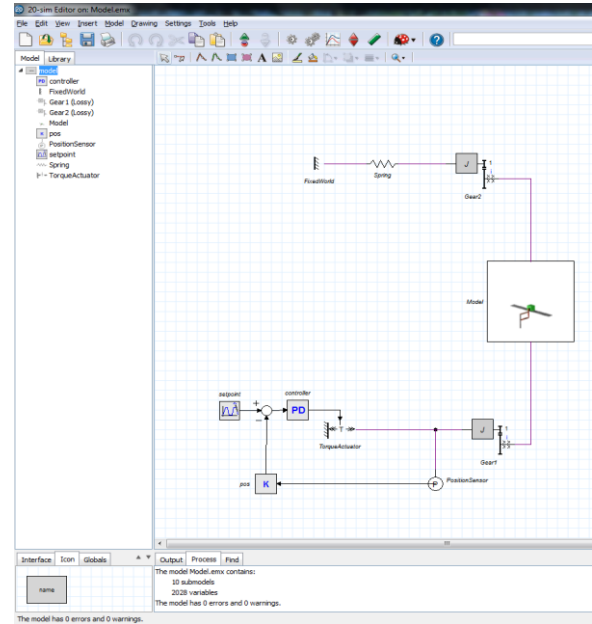 20-sim Editor on: Model.emx
File Edit View Insert Model Drawing Settings Tools Help
Model Library
model
PD controller
FixedWorld
Gear1 (Lossy)
Gear2 (Lossy)
Model
K pos
PositionSensor
setpoint
Spring
TorqueActuator
FixedWorld
Spring
J
1
Gear2
Model
setpoint
controller
+
−
PD
T
TorqueActuator
J
1
Gear1
pos
K
P
PositionSensor
Interface Icon Globals
name
Output Process Find
The model Model.emx contains:
10 submodels
2028 variables
The model has 0 errors and 0 warnings.
The model has 0 errors and 0 warnings.